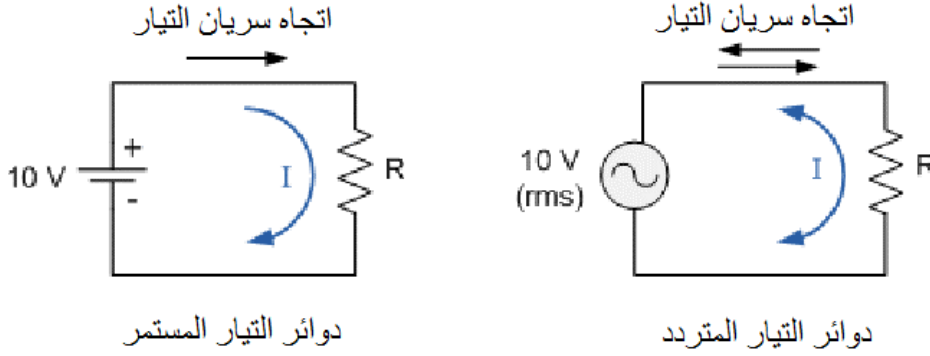 اتجاه سريان التيار
+
10 V
-
I
R
دوائر التيار المستمر
اتجاه سريان التيار
10 V
(rms)
I
R
دوائر التيار المتردد